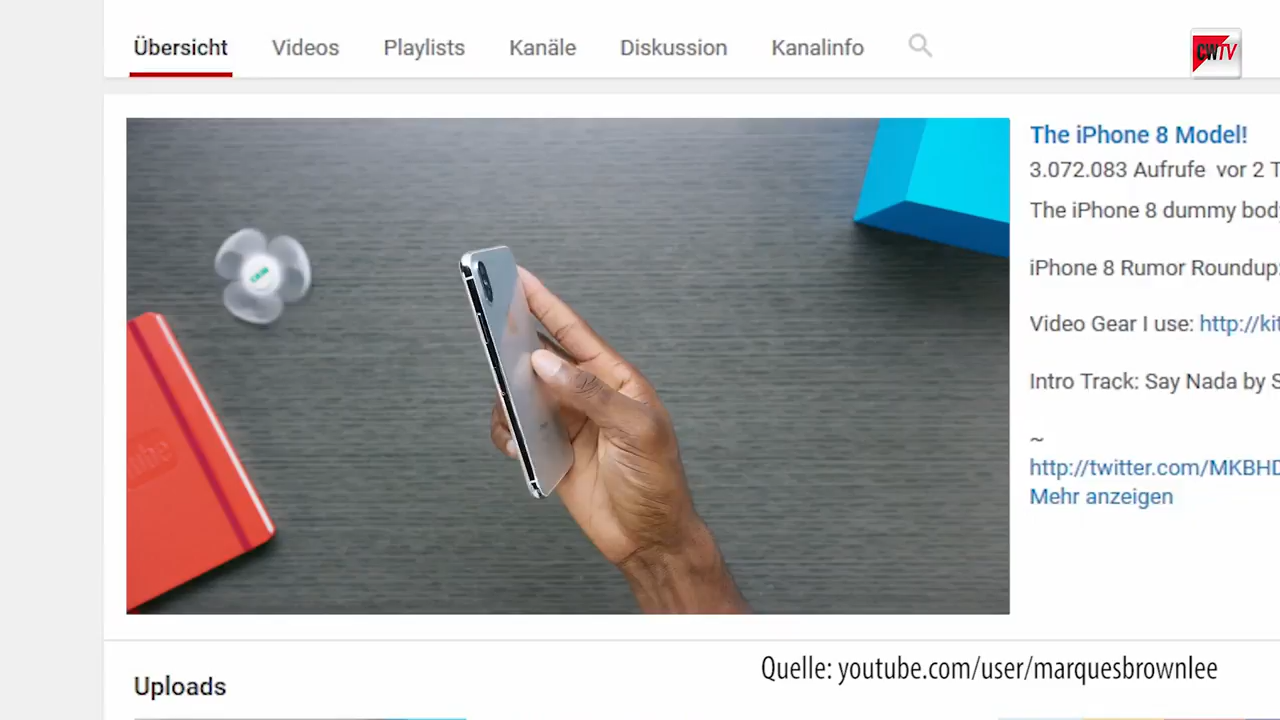 Übersicht Videos Playlists Kanäle Diskussion Kanalinfo
CWTV
The iPhone 8 Model!
3.072.083 Aufrufe vor 2 T
The iPhone 8 dummy body
iPhone 8 Rumor Roundup:
Video Gear I use: http://kit
Intro Track: Say Nada by S
~
http://twitter.com/MKBHD
Mehr anzeigen
Uploads
Quelle: youtube.com/user/marquesbrownlee